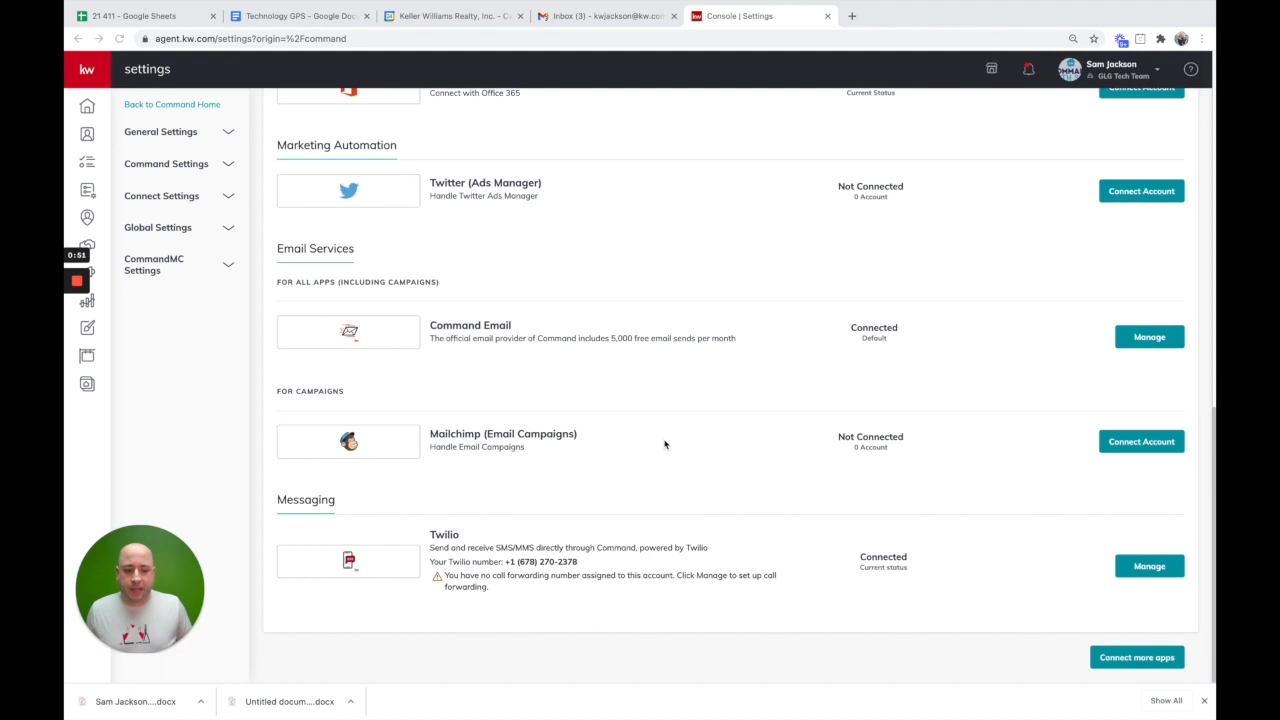 21 411 - Google Sheets
Technology GPS - Google Doc
Keller Williams Realty, Inc. - Ca
Inbox (3) - kwjackson@kw.com
Console | Settings
agent.kw.com/settings?origin=%2Fcommand
9+
kw
settings
Sam Jackson
GLG Tech Team
Back to Command Home
General Settings
Command Settings
Connect Settings
Global Settings
CommandMC
Settings
0:51
Connect with Office 365
Current Status
Connect Account
Marketing Automation
Twitter (Ads Manager)
Handle Twitter Ads Manager
Not Connected
0 Account
Connect Account
Email Services
FOR ALL APPS (INCLUDING CAMPAIGNS)
Command Email
The official email provider of Command includes 5,000 free email sends per month
Connected
Default
Manage
FOR CAMPAIGNS
Mailchimp (Email Campaigns)
Handle Email Campaigns
Not Connected
0 Account
Connect Account
Messaging
Twilio
Send and receive SMS/MMS directly through Command, powered by Twilio
Your Twilio number: +1 (678) 270-2378
You have no call forwarding number assigned to this account. Click Manage to set up call
forwarding.
Connected
Current status
Manage
Connect more apps
Sam Jackson....docx
Untitled docum....docx
Show All